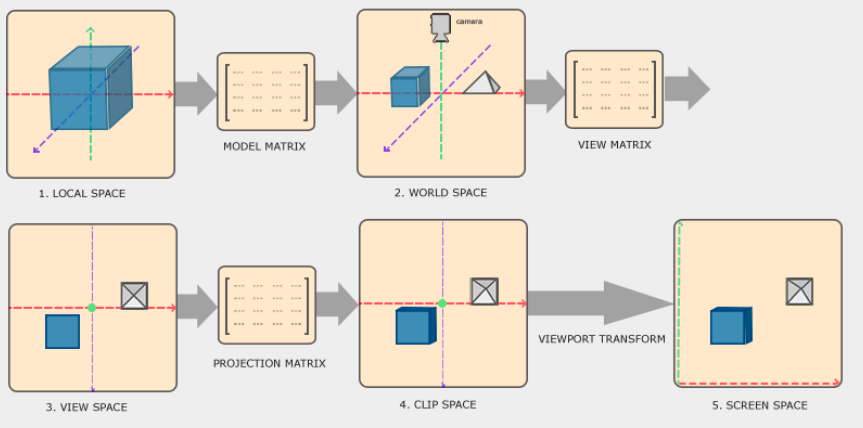 camera
MODEL MATRIX
VIEW MATRIX
1. LOCAL SPACE
2. WORLD SPACE
PROJECTION MATRIX
VIEWPORT TRANSFORM
3. VIEW SPACE
4. CLIP SPACE
5. SCREEN SPACE